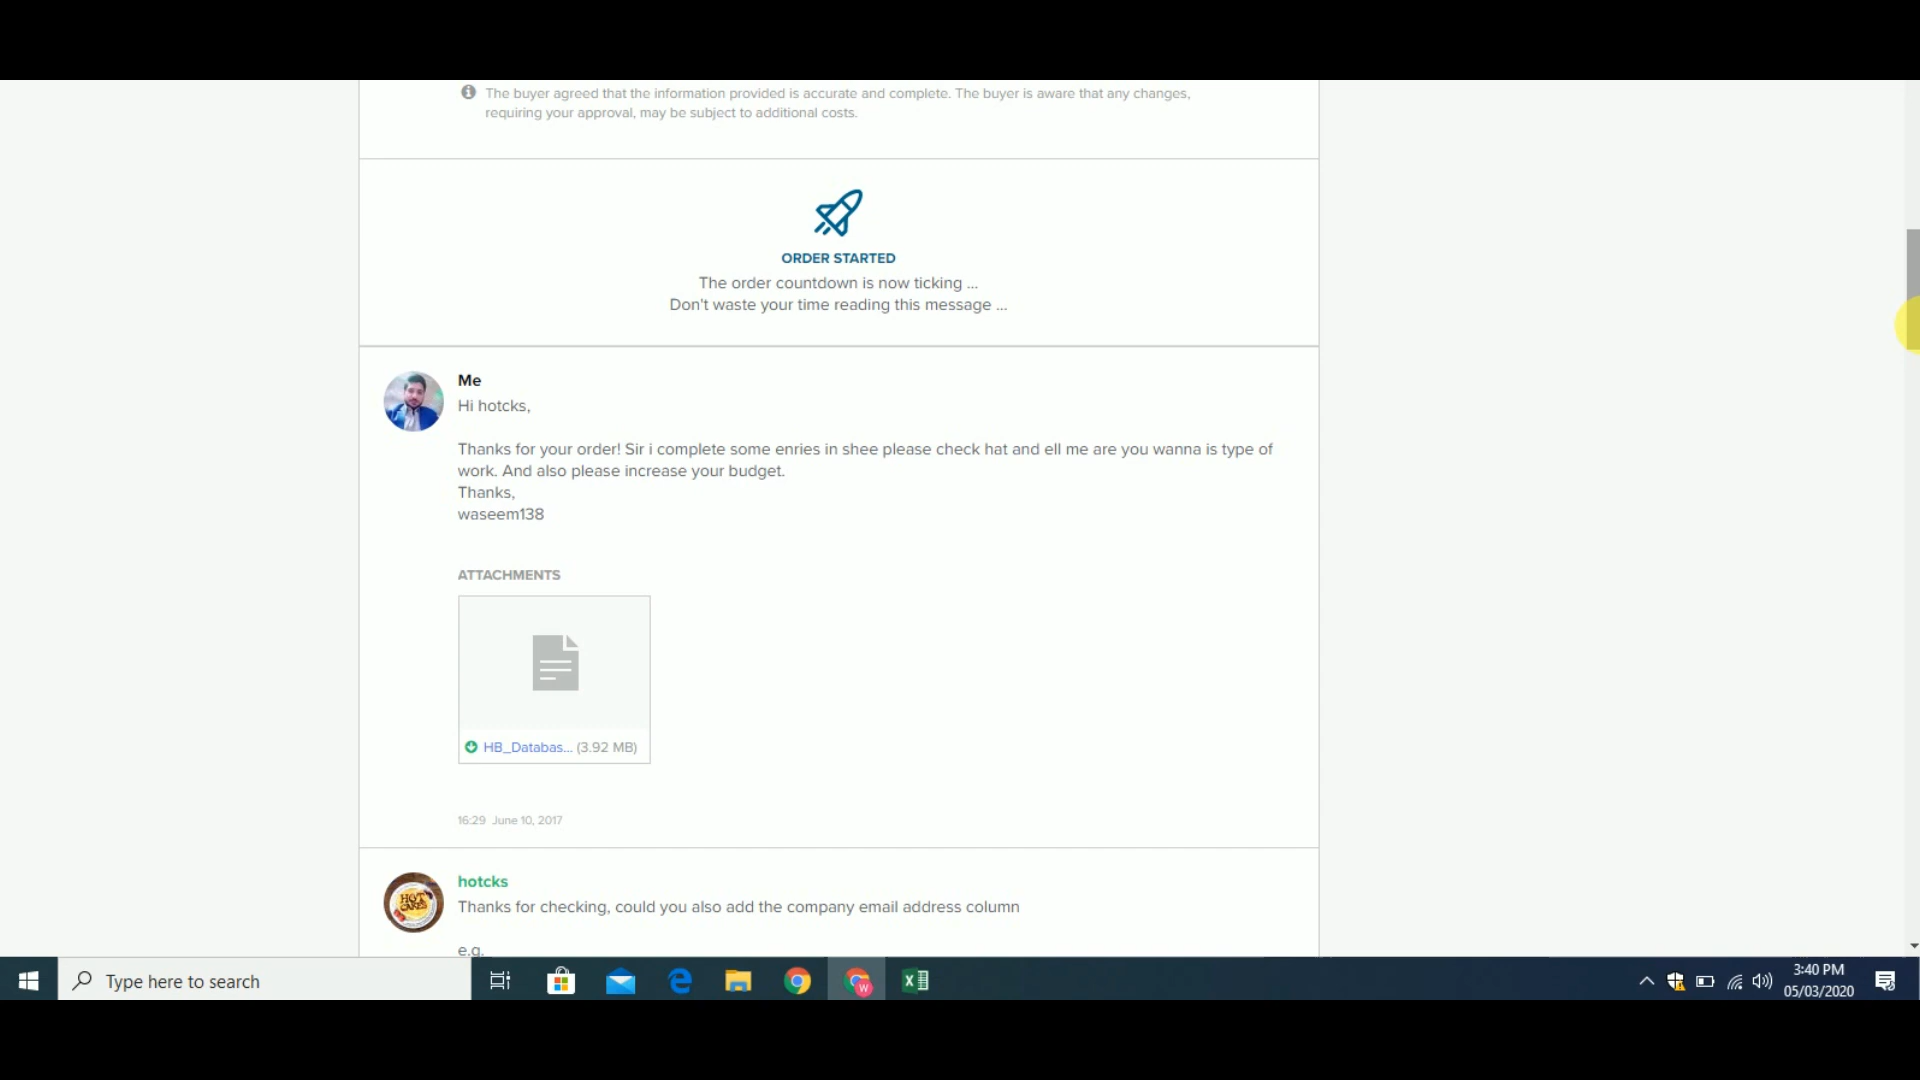 The buyer agreed that the information provided is accurate and complete. The buyer is aware that any changes,
requiring your approval, may be subject to additional costs.
ORDER STARTED
The order countdown is now ticking ...
Don't waste your time reading this message ...
Me
Hi hotcks,
Thanks for your order! Sir i complete some enries in shee please check hat and ell me are you wanna is type of
work. And also please increase your budget.
Thanks,
waseem138
ATTACHMENTS
HB_Databas... (3.92 MB)
16:29 June 10, 2017
hotcks
HOT CAKES
Thanks for checking, could you also add the company email address column
e.g.
Type here to search
3:40 PM
05/03/2020